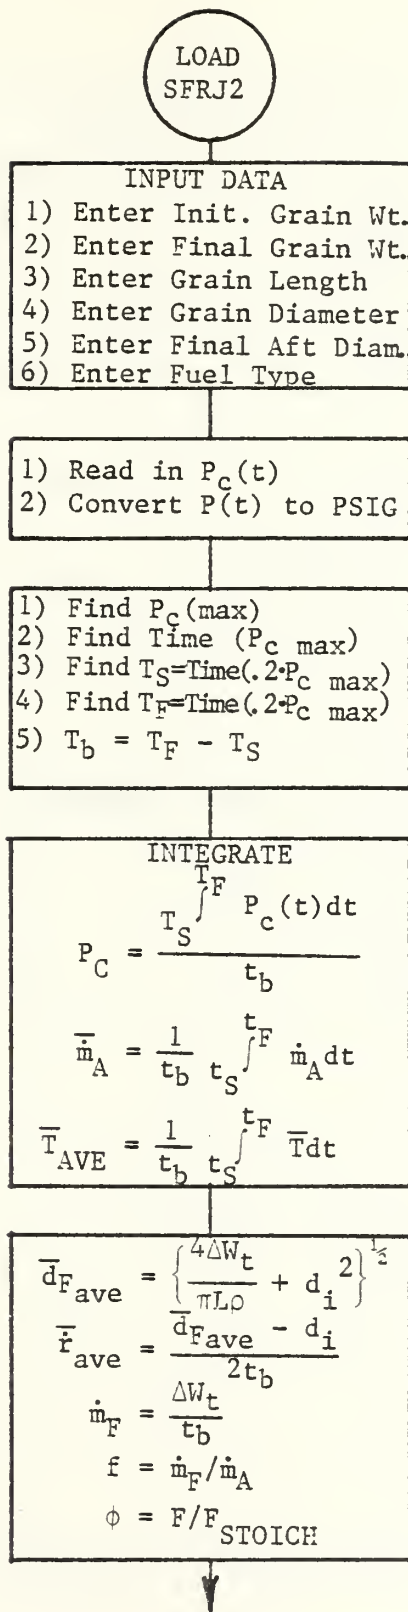 LOAD
SFRJ2
INPUT DATA
1) Enter Init. Grain Wt.
2) Enter Final Grain Wt.
3) Enter Grain Length
4) Enter Grain Diameter
5) Enter Final Aft Diam.
6) Enter Fuel Type
1) Read in P_c(t)
2) Convert P(t) to PSIG
1) Find P_c(max)
2) Find Time (P_c max)
3) Find T_S=Time(.2·P_c max)
4) Find T_F=Time(.2·P_c max)
5) T_b = T_F - T_S
INTEGRATE
P_C = T_S∫^T_F P_c(t)dt / t_b
ṁ̄_A = 1/t_b t_S∫^t_F ṁ_A dt
T̄_AVE = 1/t_b t_S∫^t_F T̄dt
d̄_F_ave = {4ΔW_t/πLρ + d_i²}^½
ṙ̄_ave = d̄_F_ave - d_i / 2t_b
ṁ_F = ΔW_t/t_b
f = ṁ_F/ṁ_A
ϕ = F/F_STOICH